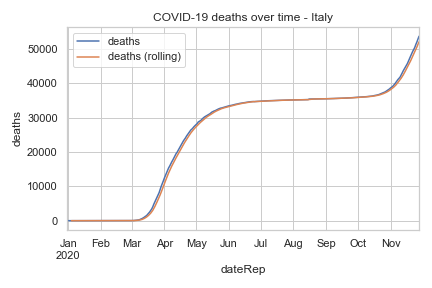 COVID-19 deaths over time - Italy
deaths
deaths (rolling)
deaths
50000
40000
30000
20000
10000
0
Jan Feb Mar Apr May Jun Jul Aug Sep Oct Nov
2020
dateRep